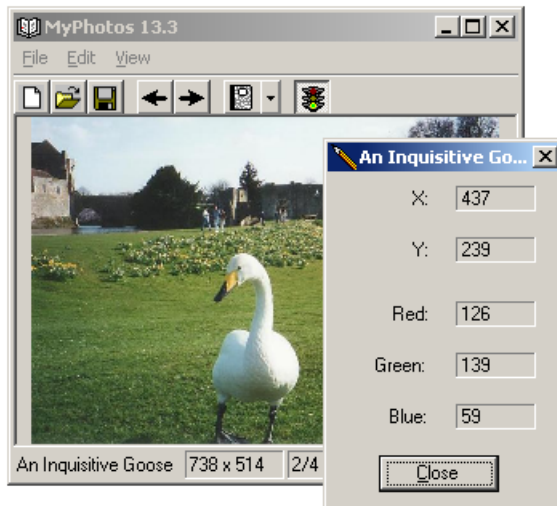 MyPhotos 13.3
File Edit View
An Inquisitive Go...
X: 437
Y: 239
Red: 126
Green: 139
Blue: 59
Close
An Inquisitive Goose 738 x 514 2/4